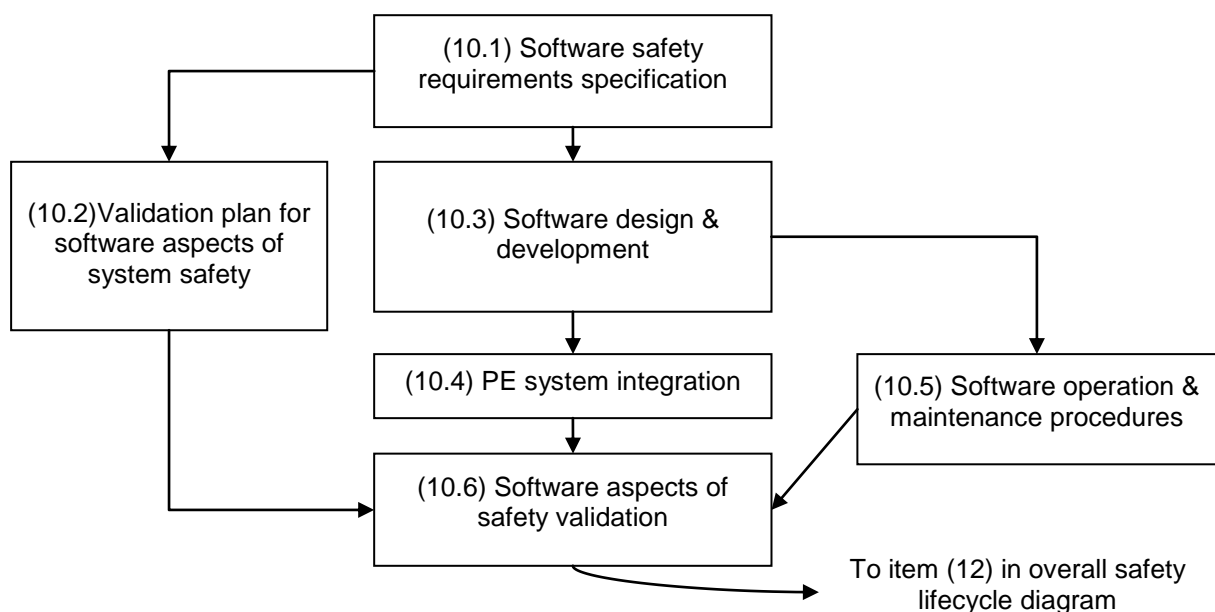 (10.1) Software safety
requirements specification
(10.2)Validation plan for
software aspects of
system safety
(10.3) Software design &
development
(10.4) PE system integration
(10.5) Software operation &
maintenance procedures
(10.6) Software aspects of
safety validation
To item (12) in overall safety
lifecycle diagram